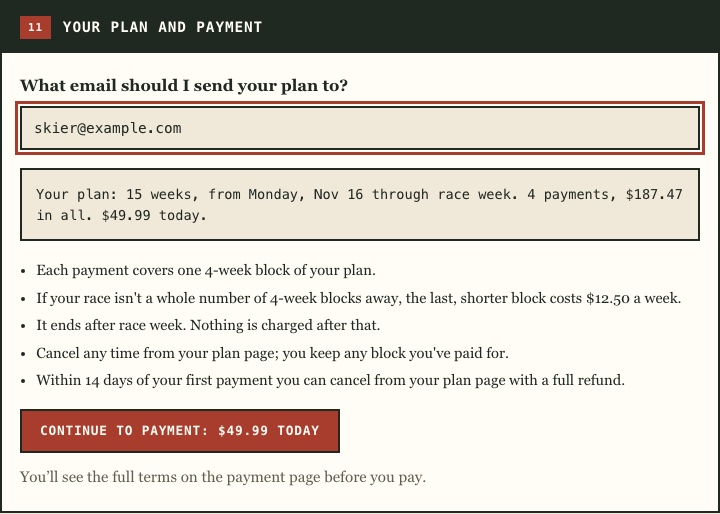 11 YOUR PLAN AND PAYMENT
What email should I send your plan to?
skier@example.com
Your plan: 15 weeks, from Monday, Nov 16 through race week. 4 payments, $187.47
in all. $49.99 today.
• Each payment covers one 4-week block of your plan.
• If your race isn't a whole number of 4-week blocks away, the last, shorter block costs $12.50 a week.
• It ends after race week. Nothing is charged after that.
• Cancel any time from your plan page; you keep any block you've paid for.
• Within 14 days of your first payment you can cancel from your plan page with a full refund.
CONTINUE TO PAYMENT: $49.99 TODAY
You’ll see the full terms on the payment page before you pay.